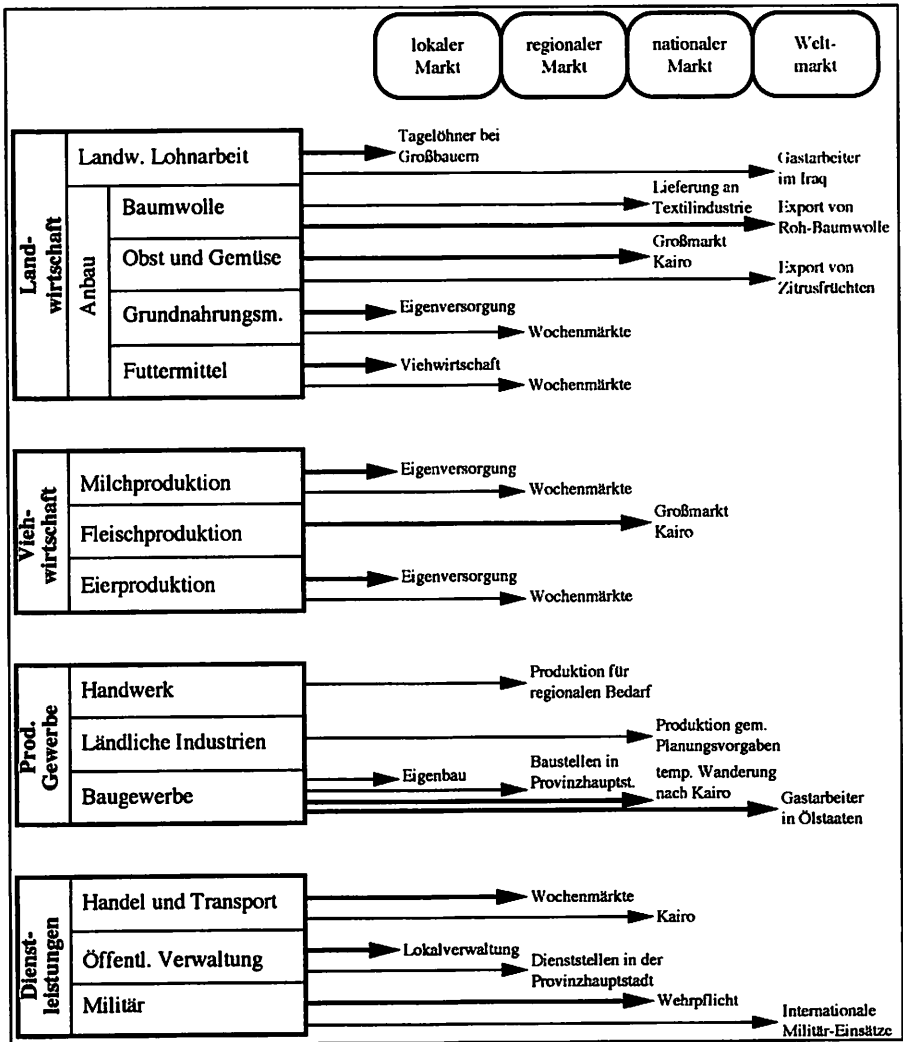 lokaler
Markt
regionaler
Markt
nationaler
Markt
Welt-
markt
Land-
wirtschaft
Landw. Lohnarbeit
Tagelöhner bei
Großbauern
Gastarbeiter
im Iraq
Anbau
Baumwolle
Lieferung an
Textilindustrie
Export von
Roh-Baumwolle
Obst und Gemüse
Großmarkt
Kairo
Export von
Zitrusfrüchten
Grundnahrungsm.
Eigenversorgung
Wochenmärkte
Futtermittel
Viehwirtschaft
Wochenmärkte
Vieh-
wirtschaft
Milchproduktion
Eigenversorgung
Wochenmärkte
Fleischproduktion
Großmarkt
Kairo
Eierproduktion
Eigenversorgung
Wochenmärkte
Prod.
Gewerbe
Handwerk
Produktion für
regionalen Bedarf
Ländliche Industrien
Produktion gem.
Planungsvorgaben
Baugewerbe
Eigenbau
Baustellen in
Provinzhauptst.
temp. Wanderung
nach Kairo
Gastarbeiter
in Ölstaaten
Dienst-
leistungen
Handel und Transport
Wochenmärkte
Kairo
Öffentl. Verwaltung
Lokalverwaltung
Dienststellen in der
Provinzhauptstadt
Militär
Wehrpflicht
Internationale
Militär-Einsätze